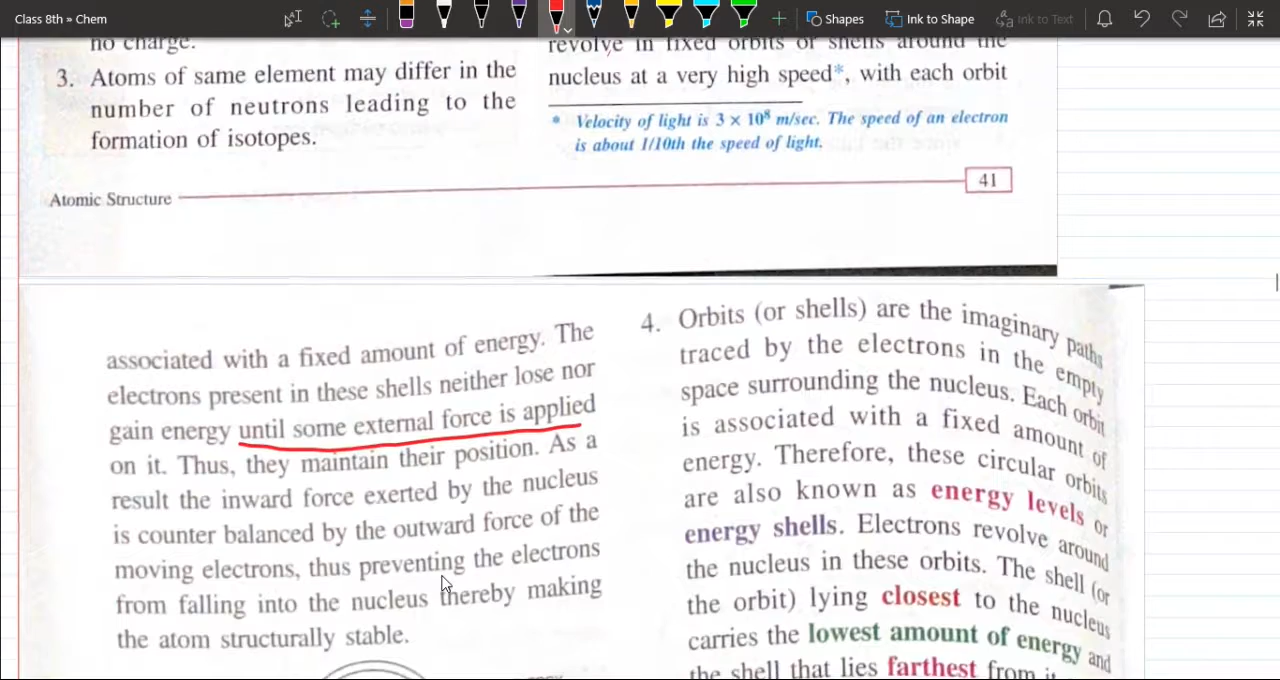 Class 8th » Chem
Shapes
Ink to Shape
Ink to Text
no charge.
3. Atoms of same element may differ in the
number of neutrons leading to the
formation of isotopes.
revolve in fixed orbits or shells around the
nucleus at a very high speed*, with each orbit
* Velocity of light is 3 × 10⁸ m/sec. The speed of an electron
is about 1/10th the speed of light.
Atomic Structure
41
associated with a fixed amount of energy. The
electrons present in these shells neither lose nor
gain energy until some external force is applied
on it. Thus, they maintain their position. As a
result the inward force exerted by the nucleus
is counter balanced by the outward force of the
moving electrons, thus preventing the electrons
from falling into the nucleus thereby making
the atom structurally stable.
4. Orbits (or shells) are the imaginary paths
traced by the electrons in the empty
space surrounding the nucleus. Each orbit
is associated with a fixed amount of
energy. Therefore, these circular orbits
are also known as energy levels or
energy shells. Electrons revolve around
the nucleus in these orbits. The shell (or
the orbit) lying closest to the nucleus
carries the lowest amount of energy and
the shell that lies farthest from it